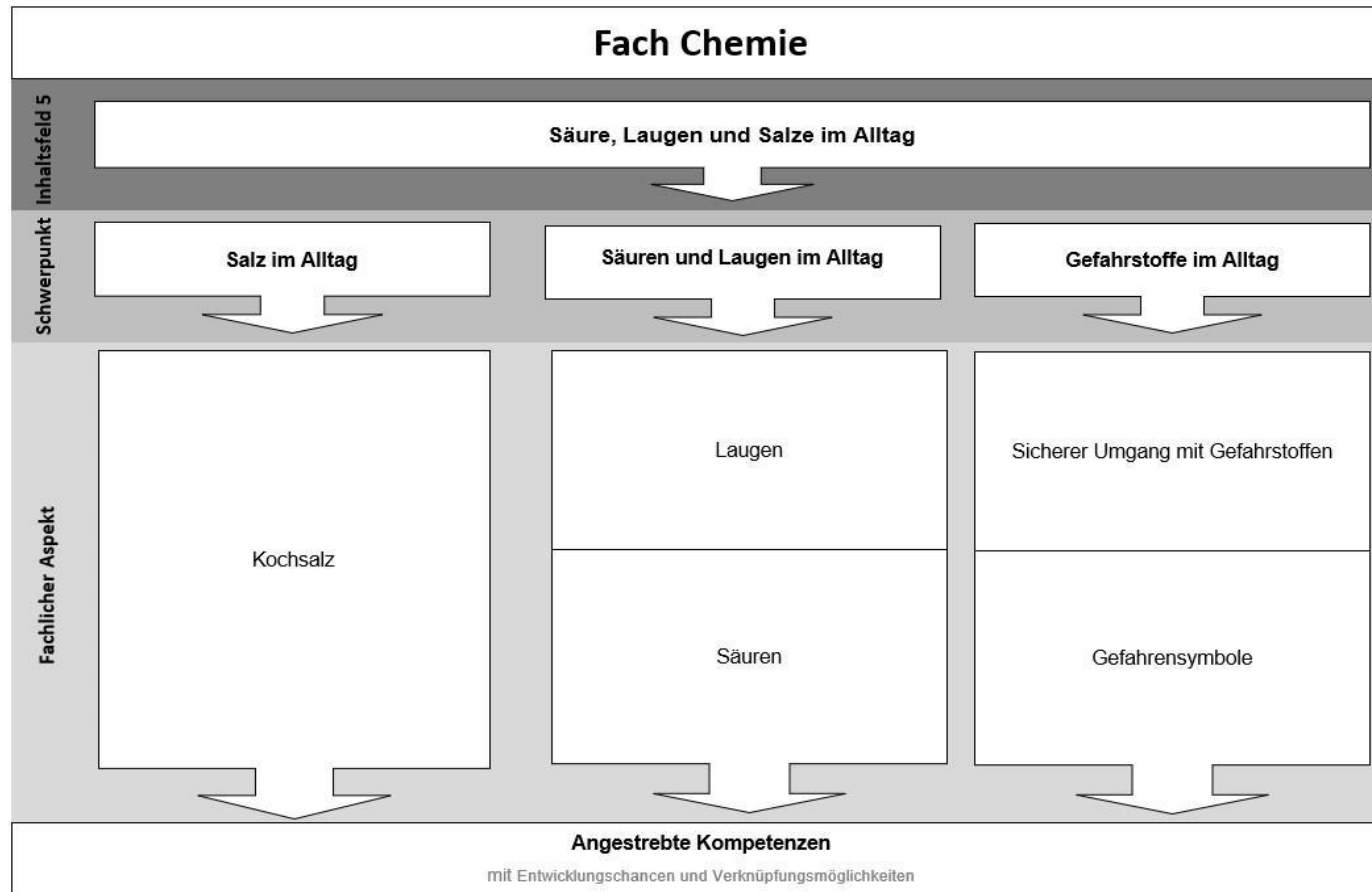 Fach Chemie
Inhaltsfeld 5
Säure, Laugen und Salze im Alltag
Schwerpunkt
Salz im Alltag
Säuren und Laugen im Alltag
Gefahrstoffe im Alltag
Fachlicher Aspekt
Kochsalz
Laugen
Säuren
Sicherer Umgang mit Gefahrstoffen
Gefahrensymbole
Angestrebte Kompetenzen
mit Entwicklungschancen und Verknüpfungsmöglichkeiten